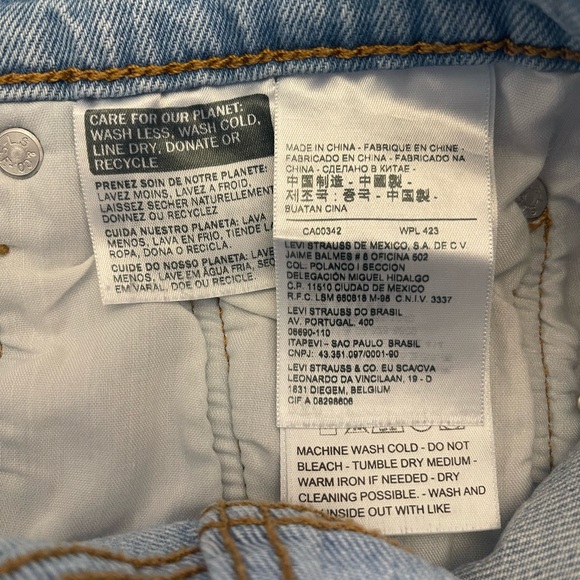 CARE FOR OUR PLANET:
WASH LESS, WASH COLD,
LINE DRY, DONATE OR
RECYCLE
PRENEZ SOIN DE NOTRE PLANETE:
LAVEZ MOINS, LAVEZ A FROID,
LAISSEZ SECHER NATURELLEMENT
DONNEZ OU RECYCLEZ
CUIDA NUESTRO PLANETA: LAVA
MENOS, LAVA EN FRIO, TIENDE LA
ROPA, DONA O RECICLA.
CUIDE DO NOSSO PLANETA: LAVE
MENOS, LAVE EM ÁGUA FRIA, SEQUE
EM VARAL, DOE OU RECICLE.
MADE IN CHINA - FABRIQUE EN CHINE -
FABRICADO EN CHINA - FABRICADO NA
CHINA - СДЕЛАНО В КИТАЕ -
中国制造 - 中國製 -
제조국: 중국 - 中国製 -
BUATAN CINA
CA00342 WPL 423
LEVI STRAUSS DE MEXICO, S.A. DE C V
JAIME BALMES # 8 OFICINA 502
COL. POLANCO I SECCION
DELEGACIÓN MIGUEL HIDALGO
C.P. 11510 CIUDAD DE MEXICO
R.F.C. LSM 660818 M-98 C.N.I.V. 3337
LEVI STRAUSS DO BRASIL
AV. PORTUGAL. 400
06690-110
ITAPEVI - SAO PAULO BRASIL
CNPJ: 43.351.097/0001-90
LEVI STRAUSS & CO. EU SCA/CVA
LEONARDO DA VINCILAAN, 19 - D
1831 DIEGEM, BELGIUM
CIF A 08298606
MACHINE WASH COLD - DO NOT
BLEACH - TUMBLE DRY MEDIUM -
WARM IRON IF NEEDED - DRY
CLEANING POSSIBLE. - WASH AND
INSIDE OUT WITH LIKE